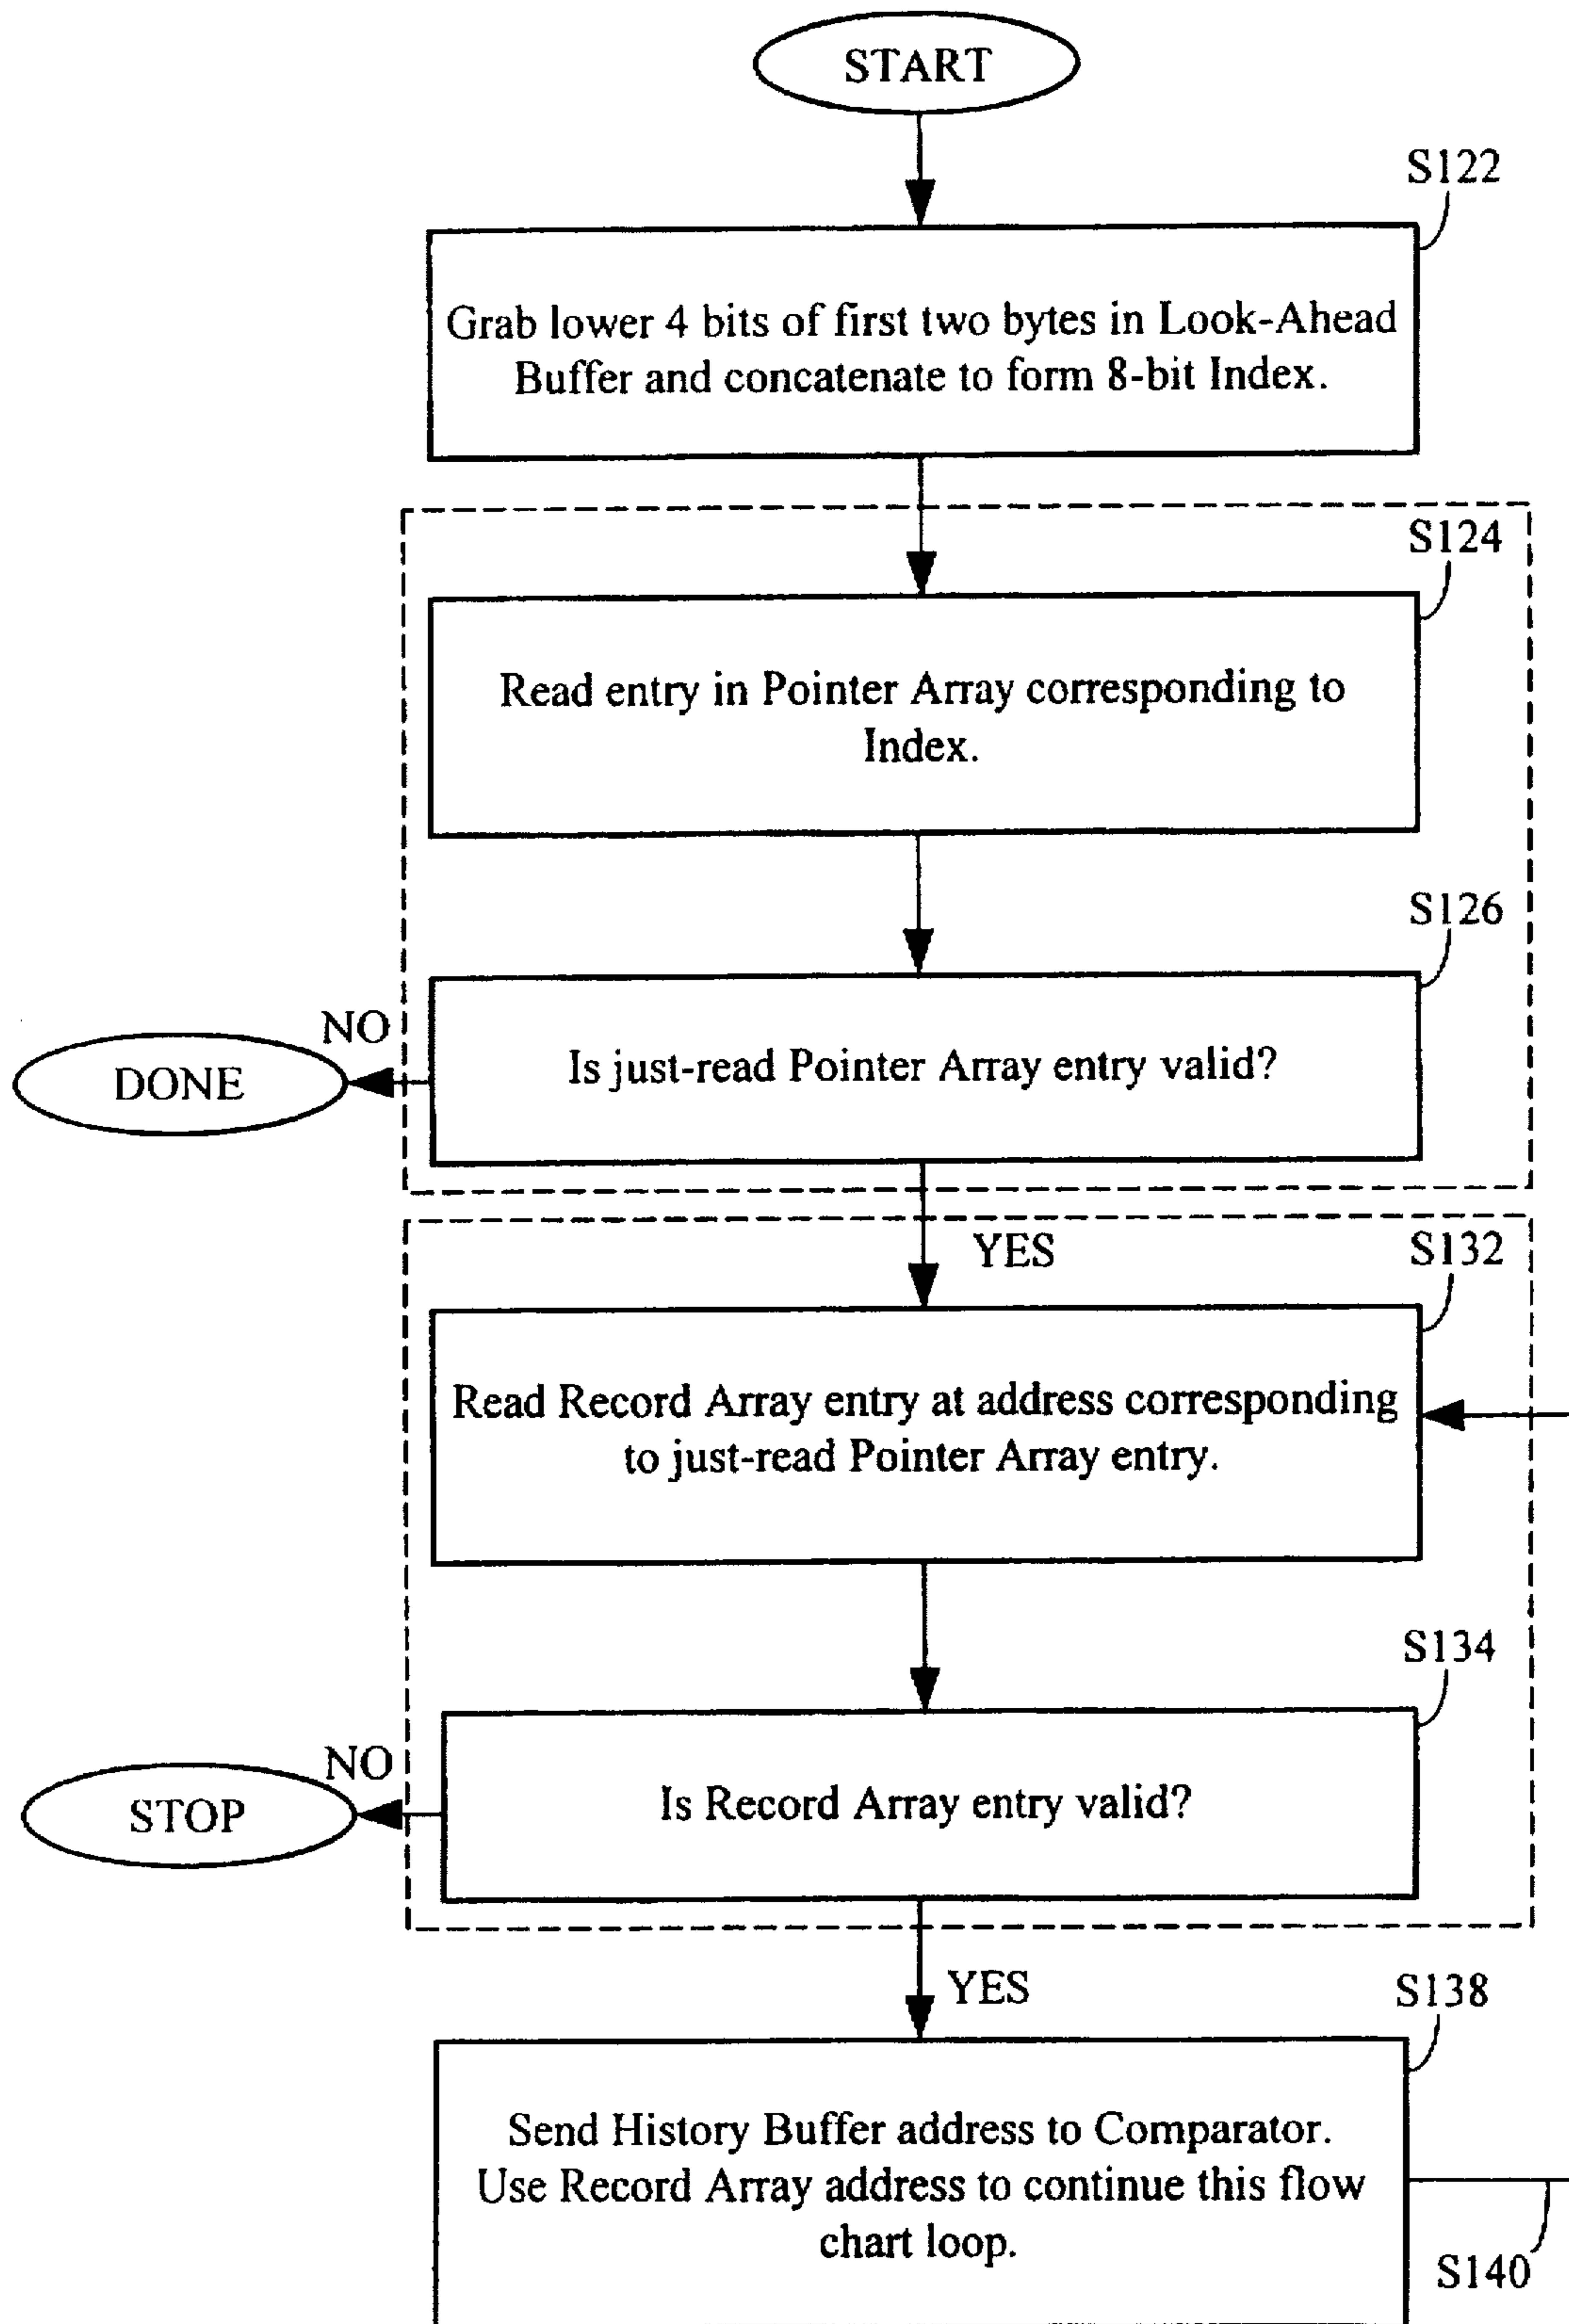 START
S122
Grab lower 4 bits of first two bytes in Look-Ahead
Buffer and concatenate to form 8-bit Index.
S124
Read entry in Pointer Array corresponding to
Index.
S126
NO
DONE
Is just-read Pointer Array entry valid?
YES
S132
Read Record Array entry at address corresponding
to just-read Pointer Array entry.
S134
NO
STOP
Is Record Array entry valid?
YES
S138
Send History Buffer address to Comparator.
Use Record Array address to continue this flow
chart loop.
S140